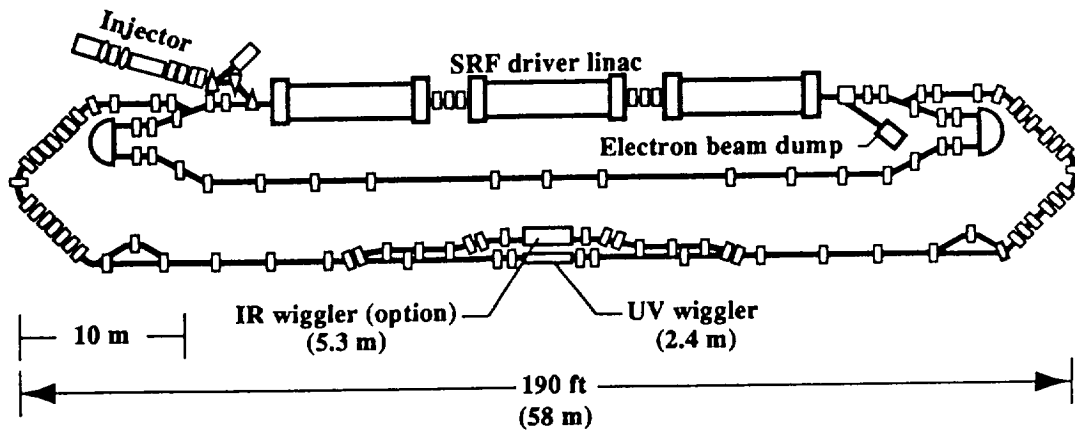 Injector
SRF driver linac
Electron beam dump
IR wiggler (option)
(5.3 m)
UV wiggler
(2.4 m)
10 m
190 ft
(58 m)